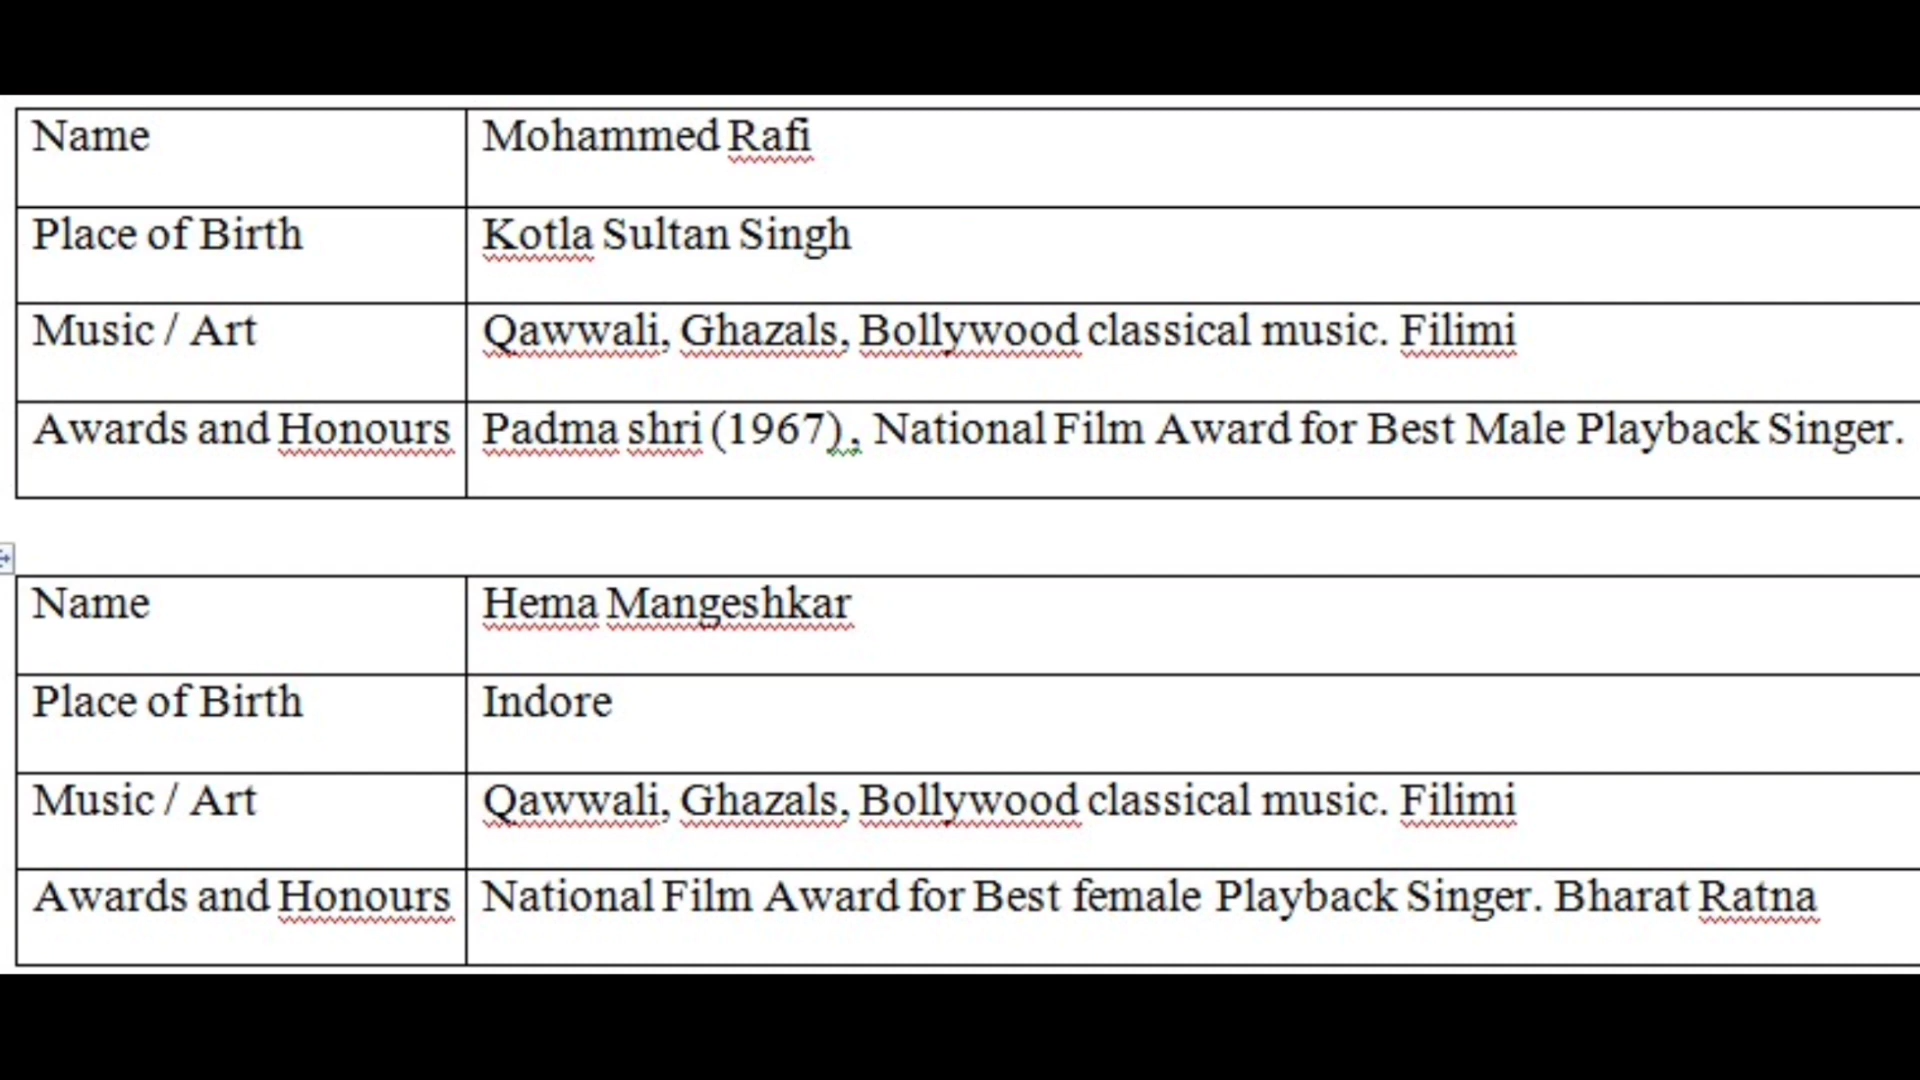 Name Mohammed Rafi
Place of Birth Kotla Sultan Singh
Music / Art Qawwali, Ghazals, Bollywood classical music. Filimi
Awards and Honours Padma shri (1967), National Film Award for Best Male Playback Singer.
Name Hema Mangeshkar
Place of Birth Indore
Music / Art Qawwali, Ghazals, Bollywood classical music. Filimi
Awards and Honours National Film Award for Best female Playback Singer. Bharat Ratna